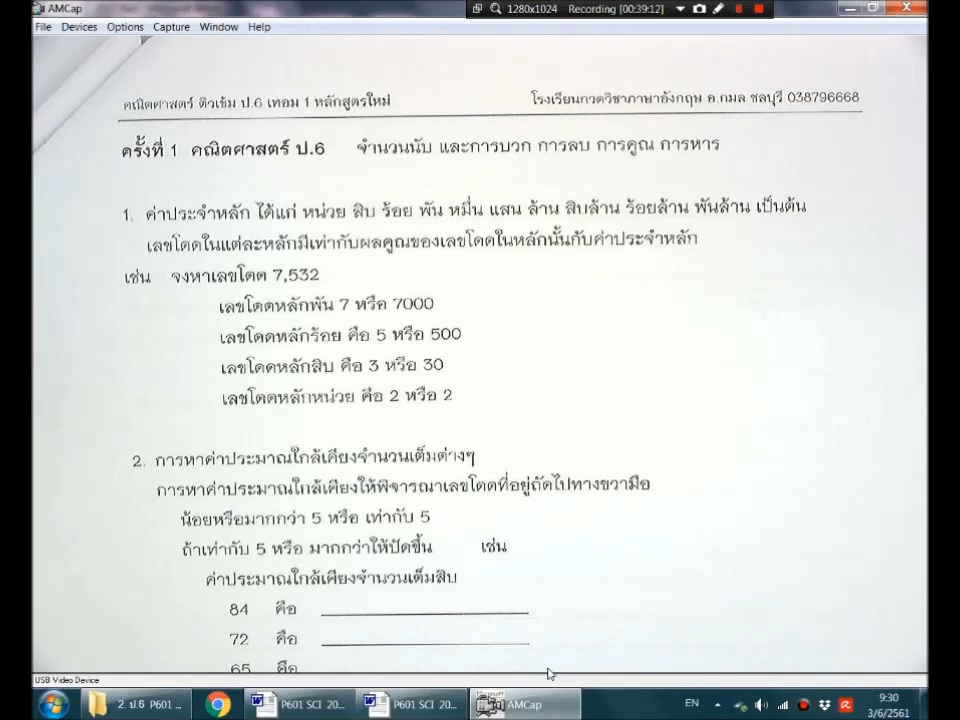 AMCap
1280x1024 Recording [00:39:12]
File Devices Options Capture Window Help
คณิตศาสตร์ ติวเข้ม ป.6 เทอม 1 หลักสูตรใหม่ โรงเรียนกวดวิชาภาษาอังกฤษ อ.กมล ชลบุรี 038796668
ครั้งที่ 1 คณิตศาสตร์ ป.6 จำนวนนับ และการบวก การลบ การคูณ การหาร
1. ค่าประจำหลัก ได้แก่ หน่วย สิบ ร้อย พัน หมื่น แสน ล้าน สิบล้าน ร้อยล้าน พันล้าน เป็นต้น
เลขโดดในแต่ละหลักมีเท่ากับผลคูณของเลขโดดในหลักนั้นกับค่าประจำหลัก
เช่น จงหาเลขโดด 7,532
เลขโดดหลักพัน 7 หรือ 7000
เลขโดดหลักร้อย คือ 5 หรือ 500
เลขโดดหลักสิบ คือ 3 หรือ 30
เลขโดดหลักหน่วย คือ 2 หรือ 2
2. การหาค่าประมาณใกล้เคียงจำนวนเต็มต่างๆ
การหาค่าประมาณใกล้เคียงให้พิจารณาเลขโดดที่อยู่ถัดไปทางขวามือ
น้อยหรือมากกว่า 5 หรือ เท่ากับ 5
ถ้าเท่ากับ 5 หรือ มากกว่าให้ปัดขึ้น เช่น
ค่าประมาณใกล้เคียงจำนวนเต็มสิบ
84 คือ
72 คือ
65 คือ
USB Video Device
2. ป.6 P601 ... P601 SCI 20... P601 SCI 20... AMCap EN 9:30
3/6/2561